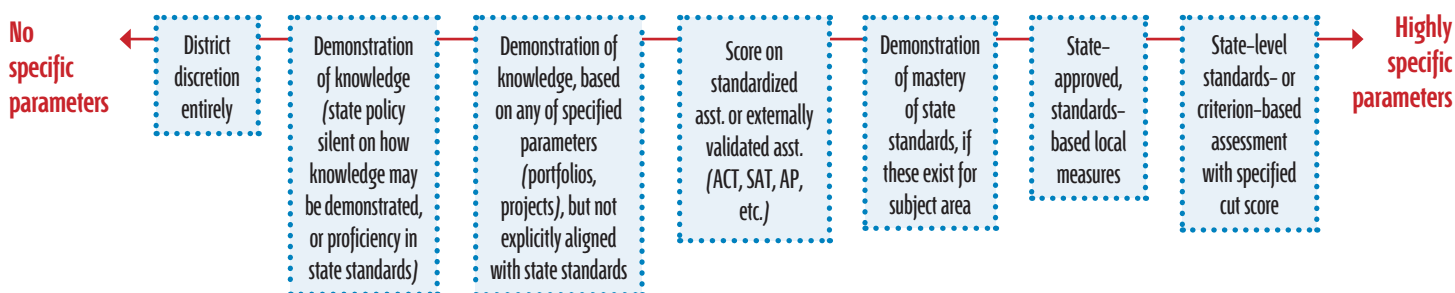 No
specific
parameters
District
discretion
entirely
Demonstration
of knowledge
(state policy
silent on how
knowledge may
be demonstrated,
or proficiency in
state standards)
Demonstration of
knowledge, based
on any of specified
parameters
(portfolios,
projects), but not
explicitly aligned
with state standards
Score on
standardized
asst. or externally
validated asst.
(ACT, SAT, AP,
etc.)
Demonstration
of mastery
of state
standards, if
these exist for
subject area
State-
approved,
standards-
based local
measures
State-level
standards- or
criterion-based
assessment
with specified
cut score
Highly
specific
parameters